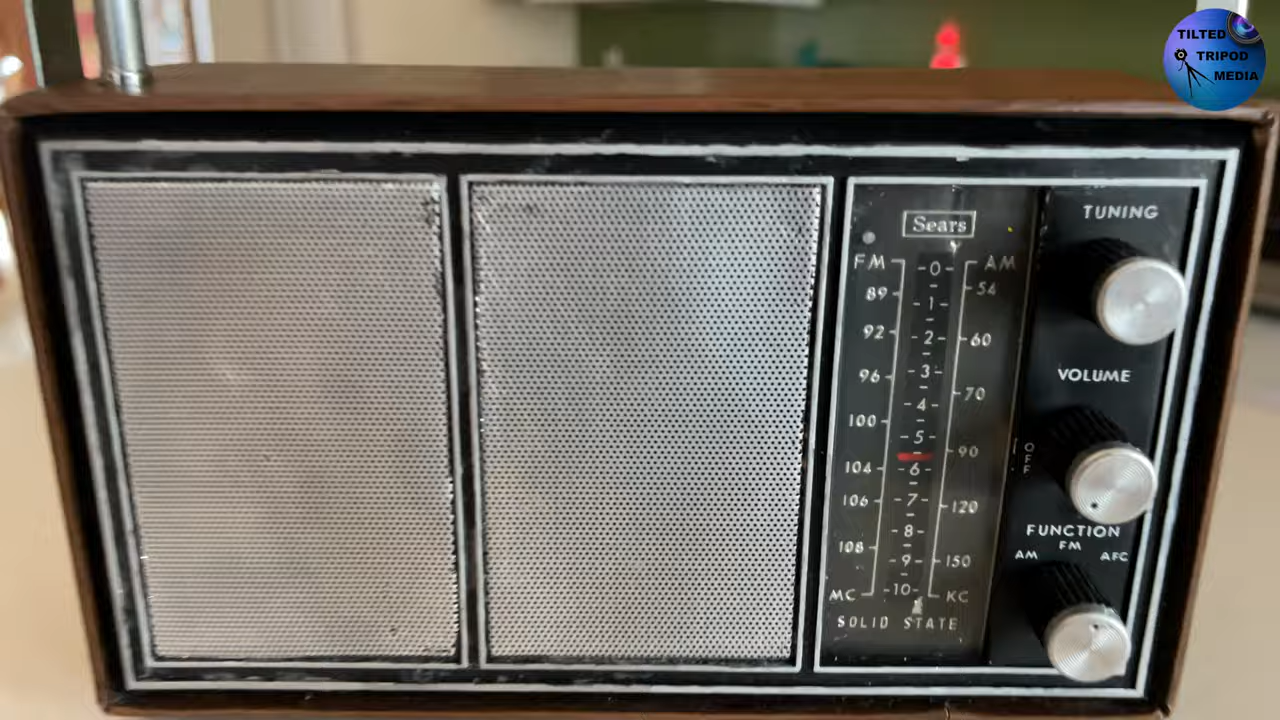 TILTED
TRIPOD
MEDIA
Sears
TUNING
FM
AM
0
89
54
1
92
2
60
96
3
70
4
100
5
90
104
6
106
7
120
108
8
9
150
MC
10
KC
SOLID STATE
VOLUME
OFF
FUNCTION
FM
AM
AFC